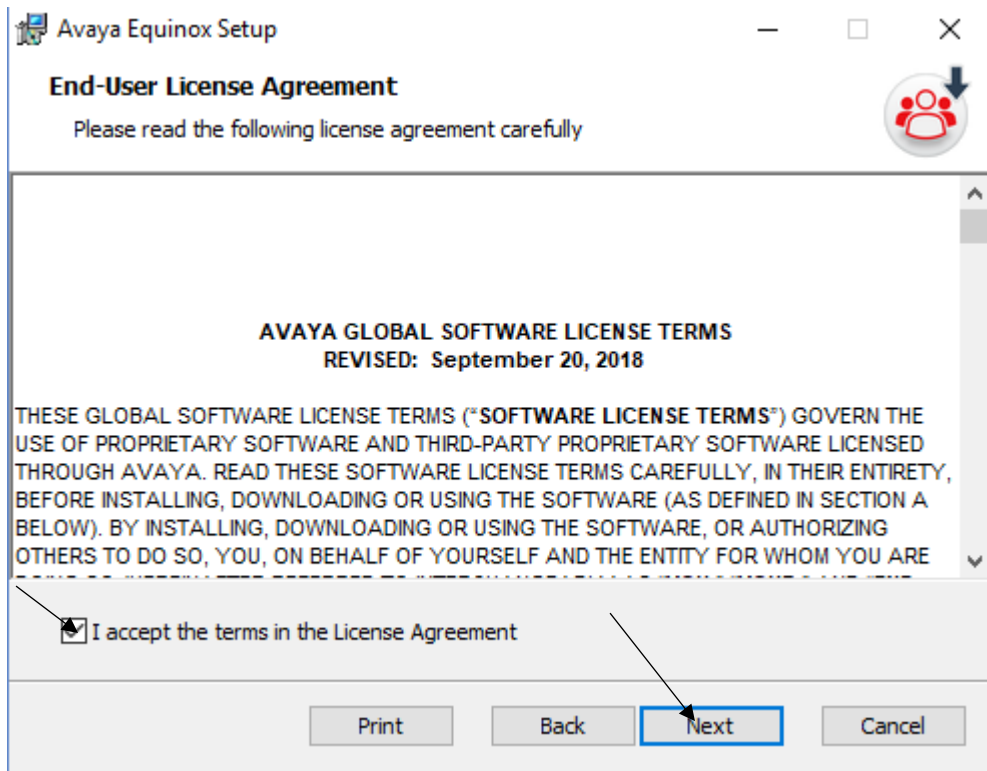 Avaya Equinox Setup
End-User License Agreement
Please read the following license agreement carefully
AVAYA GLOBAL SOFTWARE LICENSE TERMS
REVISED: September 20, 2018
THESE GLOBAL SOFTWARE LICENSE TERMS (“SOFTWARE LICENSE TERMS”) GOVERN THE
USE OF PROPRIETARY SOFTWARE AND THIRD-PARTY PROPRIETARY SOFTWARE LICENSED
THROUGH AVAYA. READ THESE SOFTWARE LICENSE TERMS CAREFULLY, IN THEIR ENTIRETY,
BEFORE INSTALLING, DOWNLOADING OR USING THE SOFTWARE (AS DEFINED IN SECTION A
BELOW). BY INSTALLING, DOWNLOADING OR USING THE SOFTWARE, OR AUTHORIZING
OTHERS TO DO SO, YOU, ON BEHALF OF YOURSELF AND THE ENTITY FOR WHOM YOU ARE
I accept the terms in the License Agreement
Print Back Next Cancel